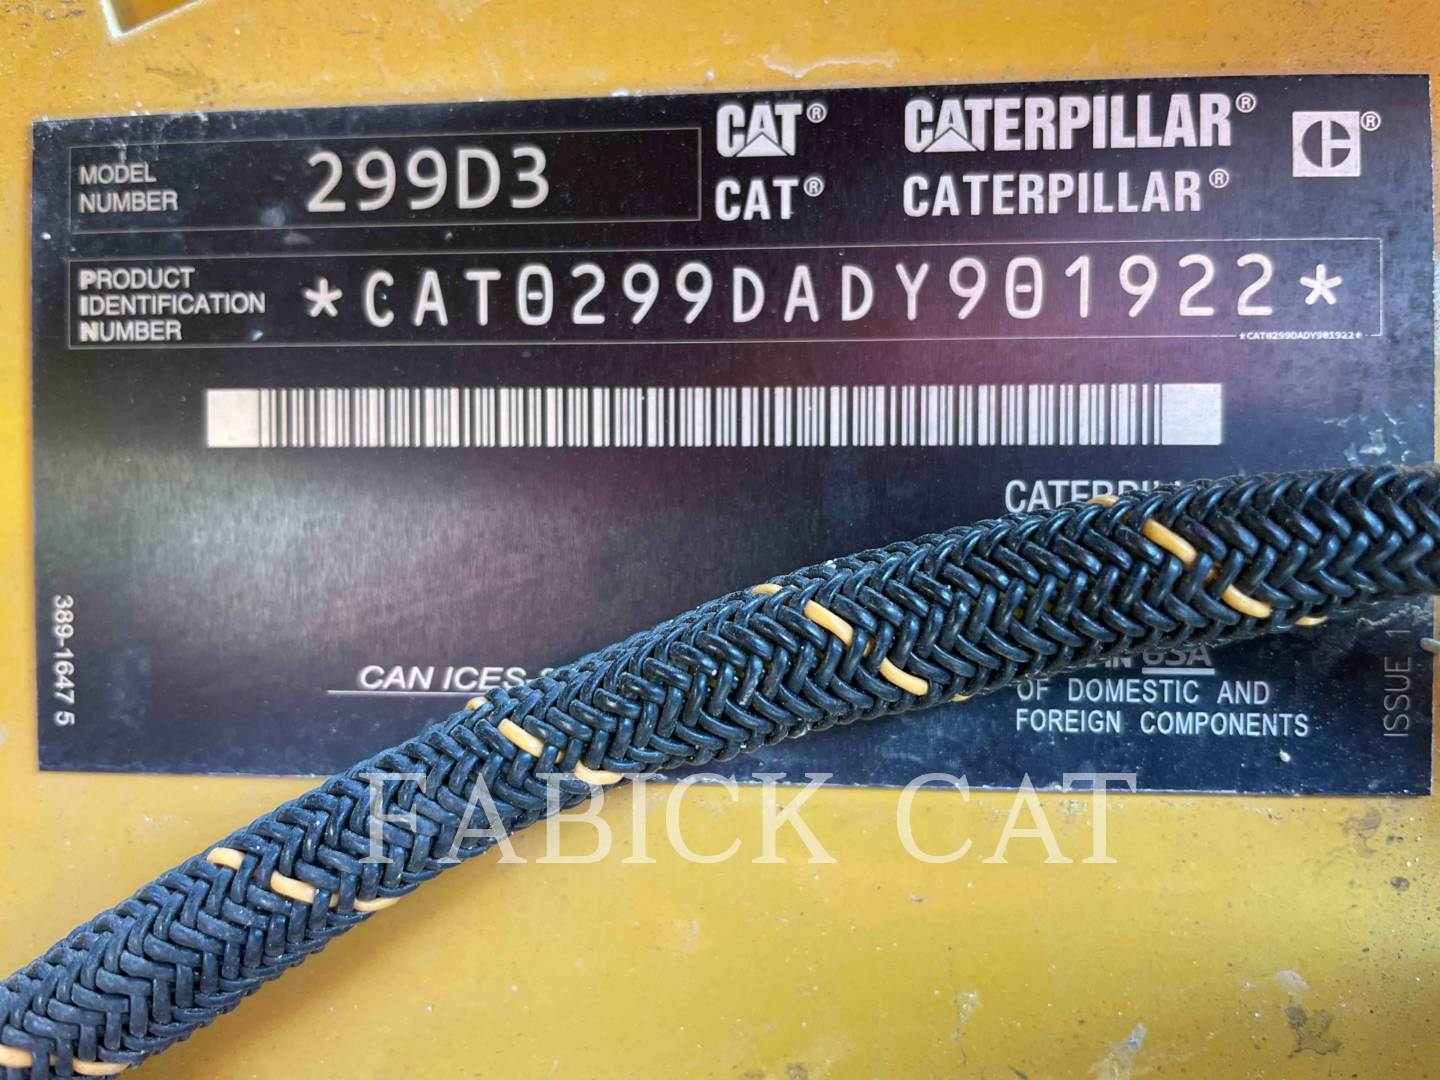 MODEL NUMBER 299D3
CAT® CATERPILLAR® ®
CAT® CATERPILLAR®
PRODUCT IDENTIFICATION NUMBER *CAT0299DADY901922*
*CAT0299DADY901922*
CAN ICES
USA
OF DOMESTIC AND
FOREIGN COMPONENTS
389-1647 5
ISSUE 1
FABICK CAT